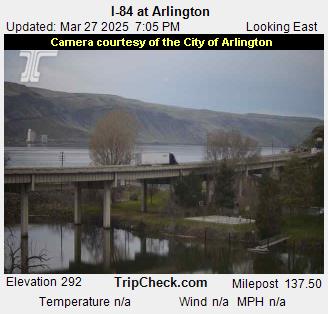 I-84 at Arlington
Updated: Mar 27 2025 7:05 PM Looking East
Camera courtesy of the City of Arlington
Elevation 292 TripCheck.com Milepost 137.50
Temperature n/a Wind n/a MPH n/a